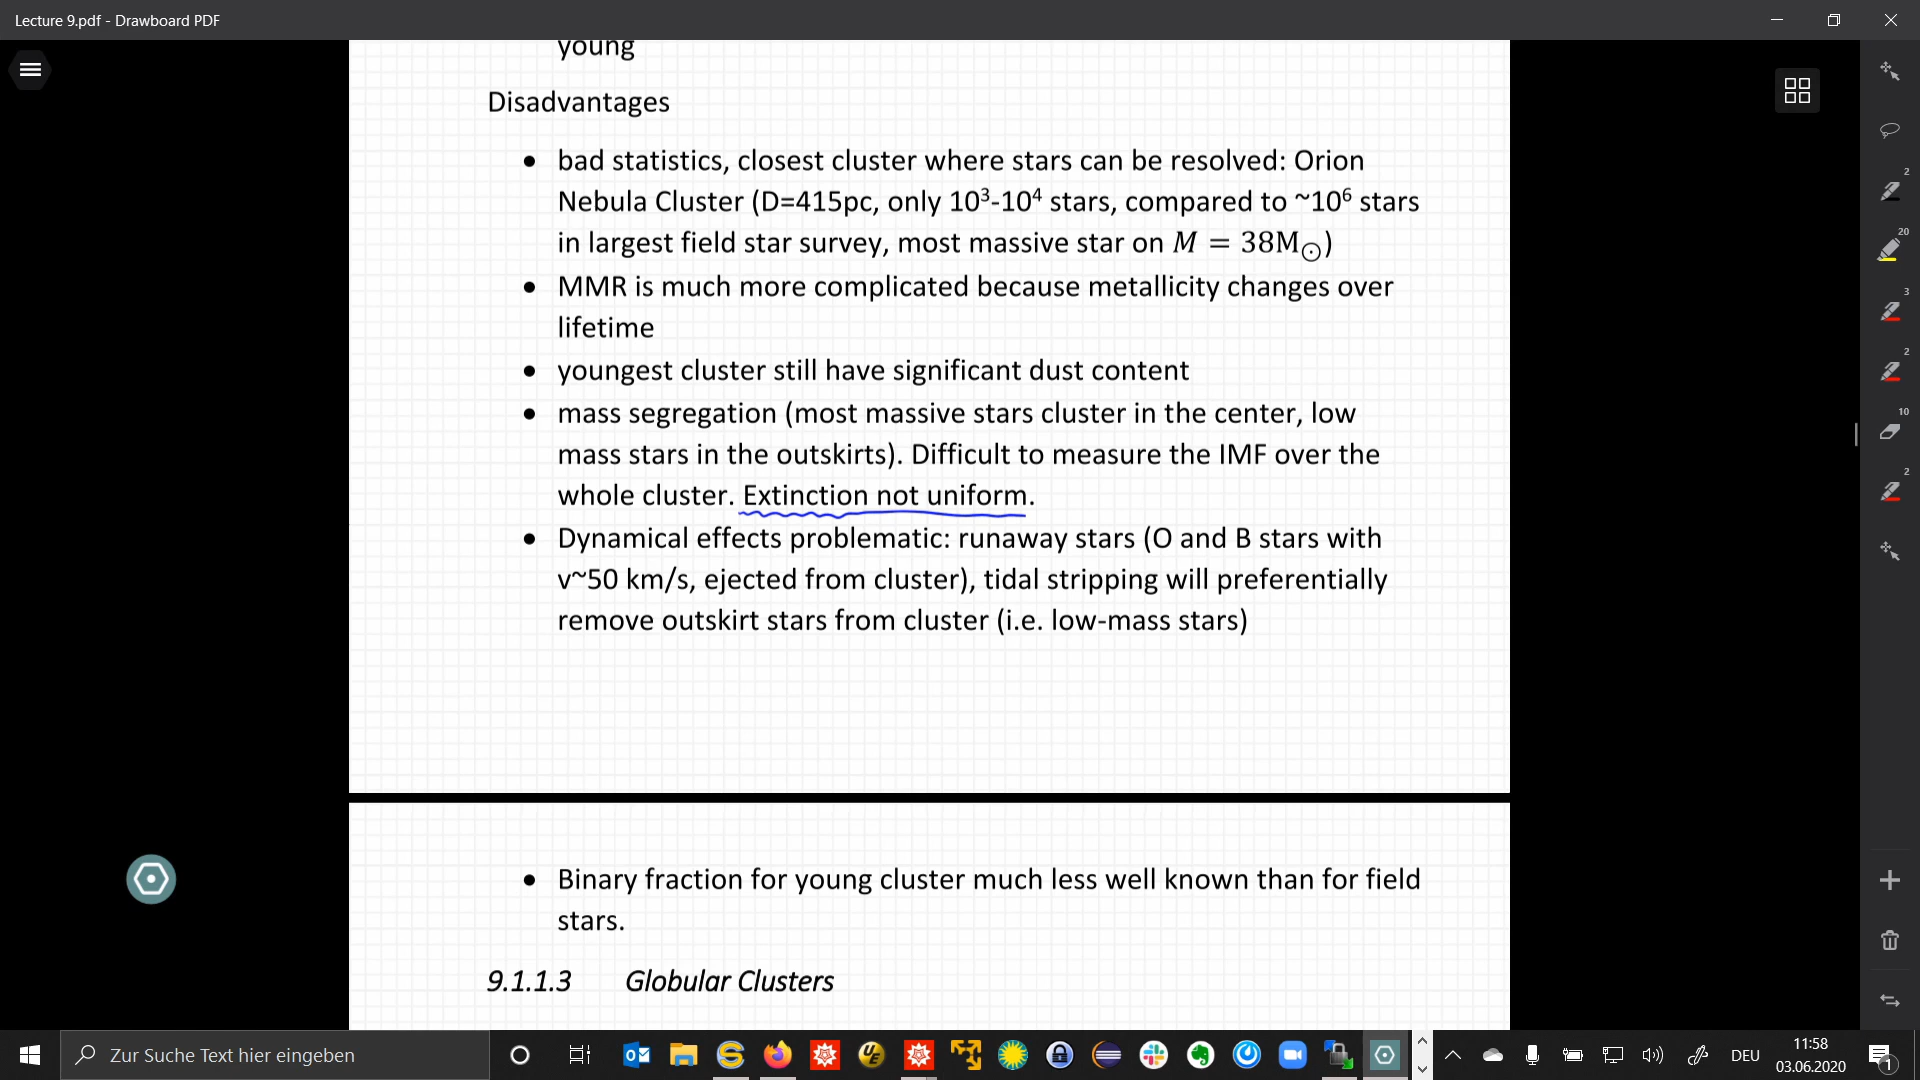 Lecture 9.pdf - Drawboard PDF
young
Disadvantages
• bad statistics, closest cluster where stars can be resolved: Orion
Nebula Cluster (D=415pc, only 10³-10⁴ stars, compared to ~10⁶ stars
in largest field star survey, most massive star on M = 38M☉)
• MMR is much more complicated because metallicity changes over
lifetime
• youngest cluster still have significant dust content
• mass segregation (most massive stars cluster in the center, low
mass stars in the outskirts). Difficult to measure the IMF over the
whole cluster. Extinction not uniform.
• Dynamical effects problematic: runaway stars (O and B stars with
v~50 km/s, ejected from cluster), tidal stripping will preferentially
remove outskirt stars from cluster (i.e. low-mass stars)
• Binary fraction for young cluster much less well known than for field
stars.
9.1.1.3 Globular Clusters
2
20
3
2
10
2
Zur Suche Text hier eingeben
DEU
11:58
03.06.2020
1